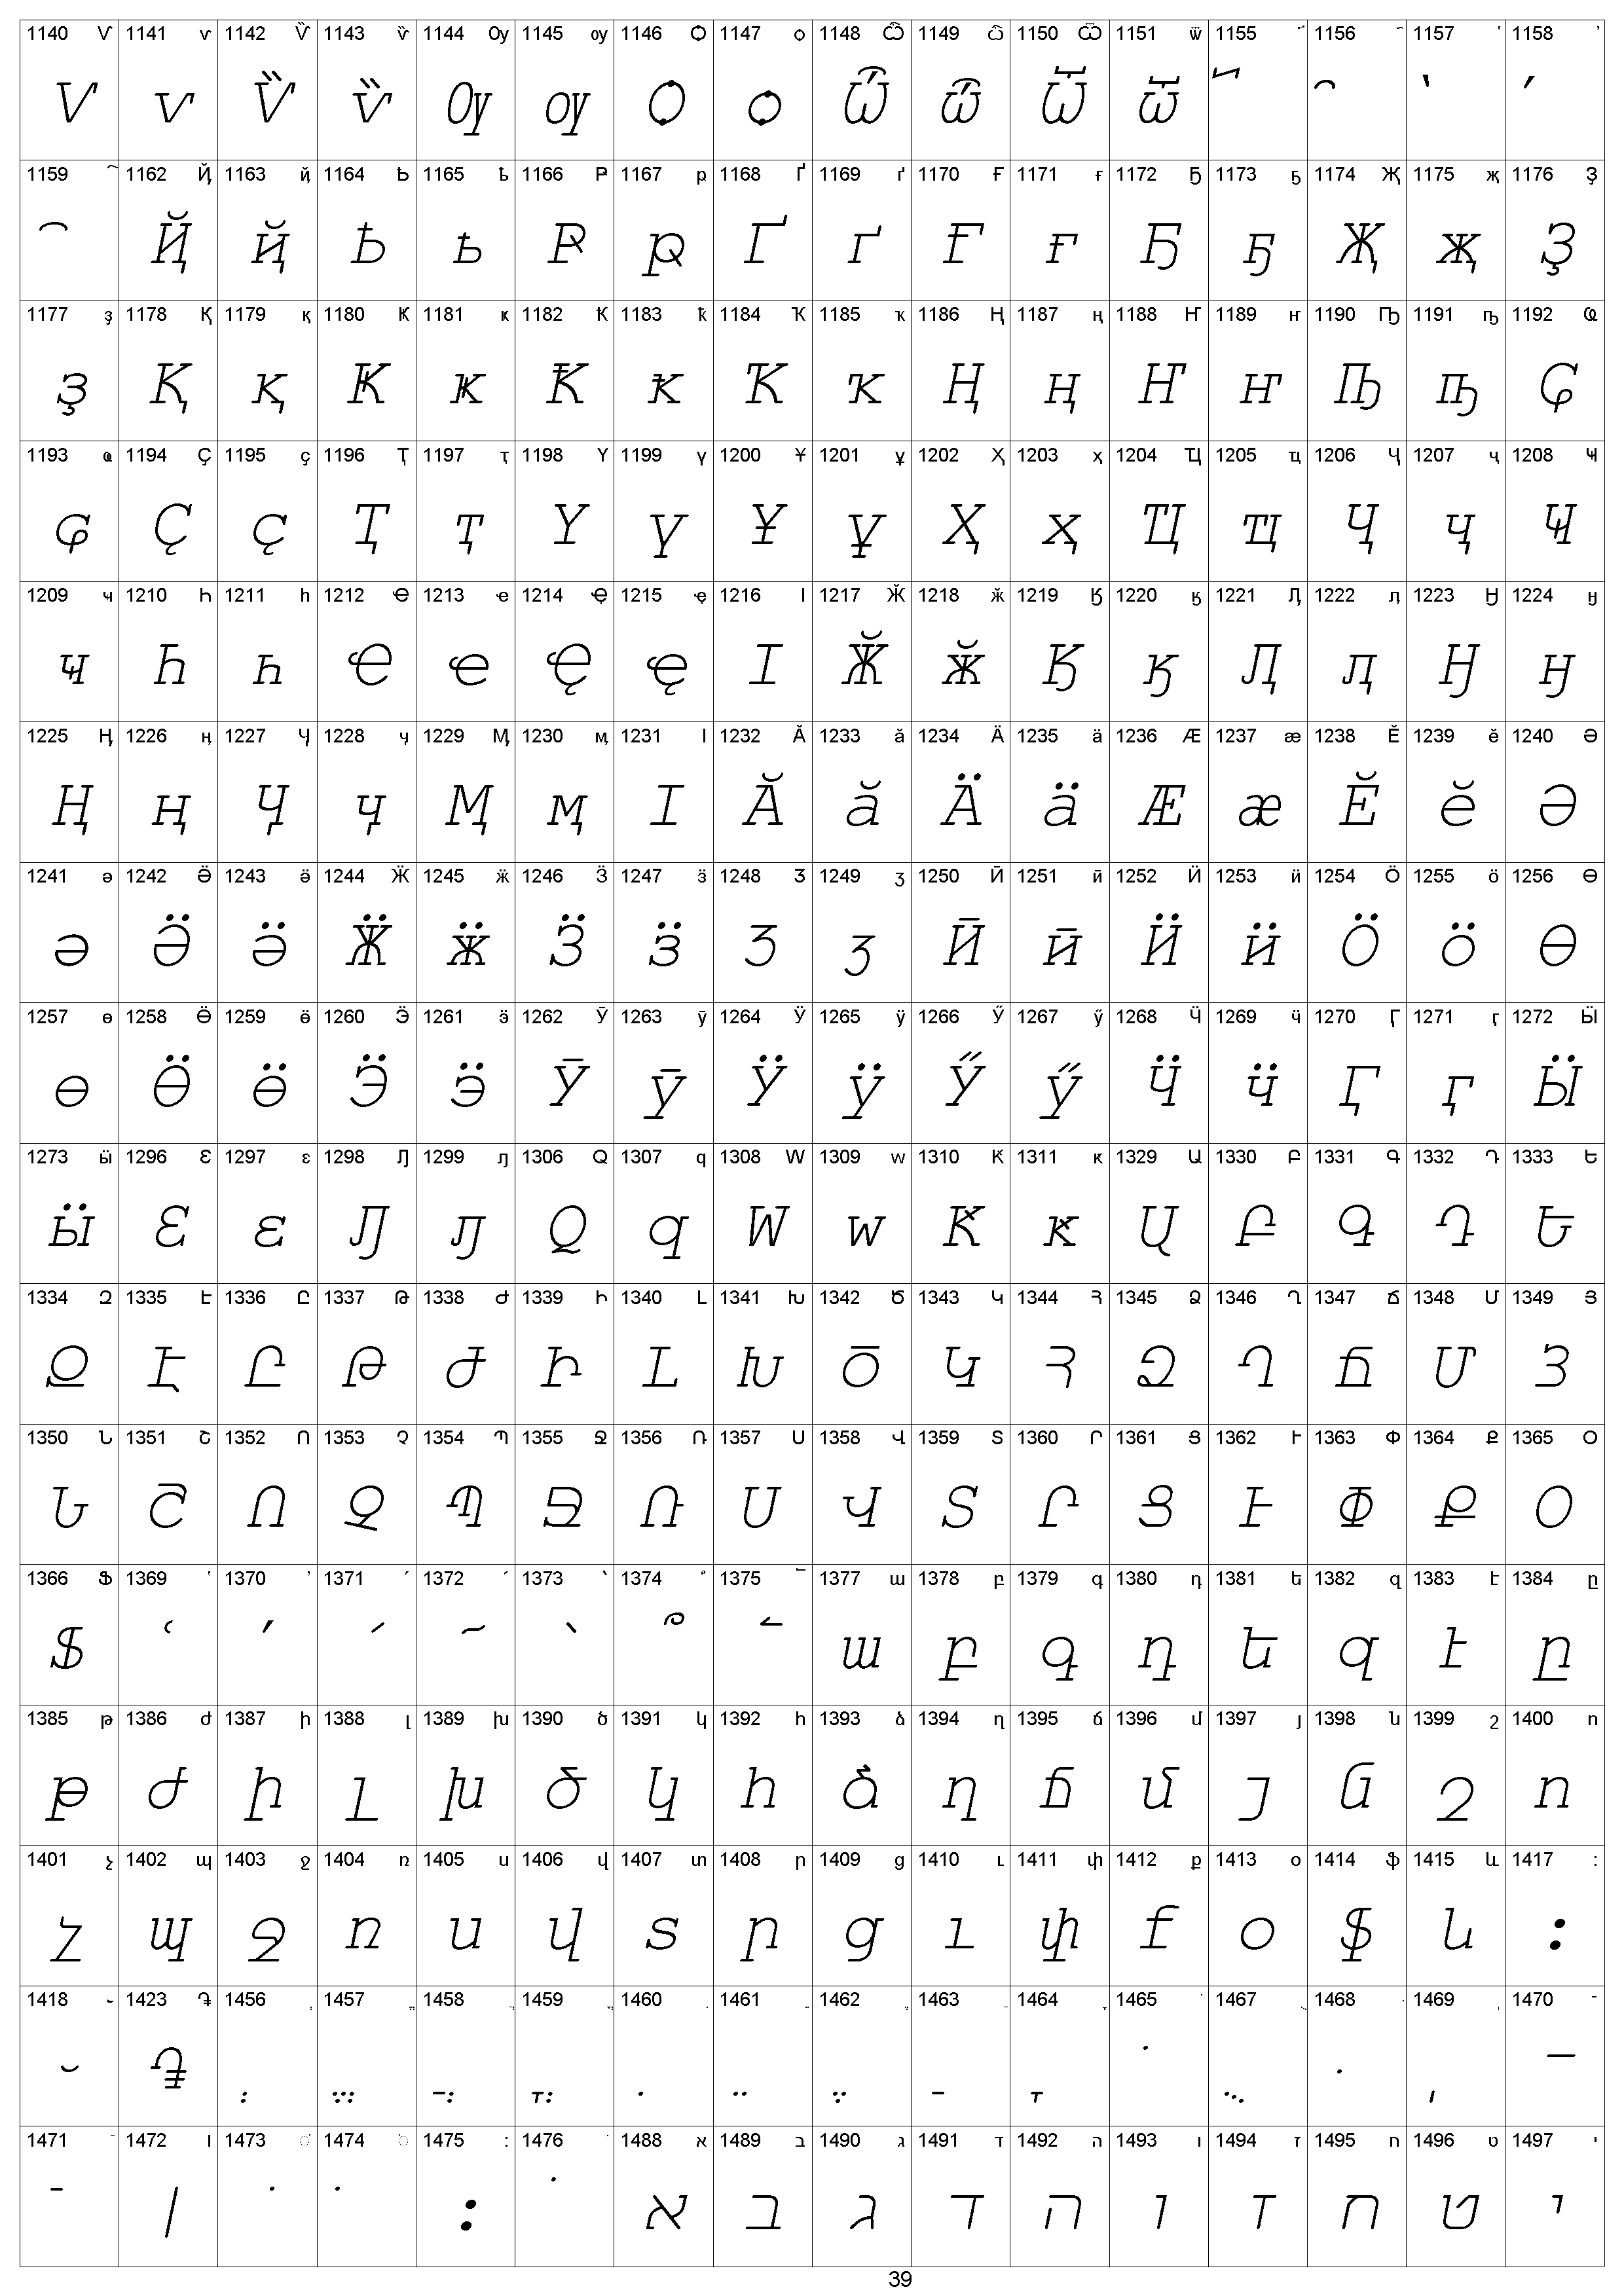 1140 Ѵ 1141 ѵ 1142 Ѷ 1143 ѷ 1144 Ѹ 1145 ѹ 1146 Ѻ 1147 ѻ 1148 Ѽ 1149 ѽ 1150 Ѿ 1151 ѿ 1155 ҃ 1156 ҄ 1157 ҅ 1158 ҆
Ѵ ѵ Ѷ ѷ Ѹ ѹ Ѻ ѻ Ѽ ѽ Ѿ ѿ ҃ ҄ ҅ ҆
1159 ҇ 1162 Ҋ 1163 ҋ 1164 Ҍ 1165 ҍ 1166 Ҏ 1167 ҏ 1168 Ґ 1169 ґ 1170 Ғ 1171 ғ 1172 Ҕ 1173 ҕ 1174 Җ 1175 җ 1176 Ҙ
҇ Ҋ ҋ Ҍ ҍ Ҏ ҏ Ґ ґ Ғ ғ Ҕ ҕ Җ җ Ҙ
1177 ҙ 1178 Қ 1179 қ 1180 Ҝ 1181 ҝ 1182 Ҟ 1183 ҟ 1184 Ҡ 1185 ҡ 1186 Ң 1187 ң 1188 Ҥ 1189 ҥ 1190 Ҧ 1191 ҧ 1192 Ҩ
ҙ Қ қ Ҝ ҝ Ҟ ҟ Ҡ ҡ Ң ң Ҥ ҥ Ҧ ҧ Ҩ
1193 ҩ 1194 Ҫ 1195 ҫ 1196 Ҭ 1197 ҭ 1198 Ү 1199 ү 1200 Ұ 1201 ұ 1202 Ҳ 1203 ҳ 1204 Ҵ 1205 ҵ 1206 Ҷ 1207 ҷ 1208 Ҹ
ҩ Ҫ ҫ Ҭ ҭ Ү ү Ұ ұ Ҳ ҳ Ҵ ҵ Ҷ ҷ Ҹ
1209 ҹ 1210 Һ 1211 һ 1212 Ҽ 1213 ҽ 1214 Ҿ 1215 ҿ 1216 Ӏ 1217 Ӂ 1218 ӂ 1219 Ӄ 1220 ӄ 1221 Ӆ 1222 ӆ 1223 Ӈ 1224 ӈ
ҹ Һ һ Ҽ ҽ Ҿ ҿ Ӏ Ӂ ӂ Ӄ ӄ Ӆ ӆ Ӈ ӈ
1225 Ӊ 1226 ӊ 1227 Ӌ 1228 ӌ 1229 Ӎ 1230 ӎ 1231 ӏ 1232 Ӑ 1233 ӑ 1234 Ӓ 1235 ӓ 1236 Ӕ 1237 ӕ 1238 Ӗ 1239 ӗ 1240 Ә
Ӊ ӊ Ӌ ӌ Ӎ ӎ ӏ Ӑ ӑ Ӓ ӓ Ӕ ӕ Ӗ ӗ Ә
1241 ә 1242 Ӛ 1243 ӛ 1244 Ӝ 1245 ӝ 1246 Ӟ 1247 ӟ 1248 Ӡ 1249 ӡ 1250 Ӣ 1251 ӣ 1252 Ӥ 1253 ӥ 1254 Ӧ 1255 ӧ 1256 Ө
ә Ӛ ӛ Ӝ ӝ Ӟ ӟ Ӡ ӡ Ӣ ӣ Ӥ ӥ Ӧ ӧ Ө
1257 ө 1258 Ӫ 1259 ӫ 1260 Ӭ 1261 ӭ 1262 Ӯ 1263 ӯ 1264 Ӱ 1265 ӱ 1266 Ӳ 1267 ӳ 1268 Ӵ 1269 ӵ 1270 Ӷ 1271 ӷ 1272 Ӹ
ө Ӫ ӫ Ӭ ӭ Ӯ ӯ Ӱ ӱ Ӳ ӳ Ӵ ӵ Ӷ ӷ Ӹ
1273 ӹ 1296 Ԑ 1297 ԑ 1298 Ԓ 1299 ԓ 1306 Ԛ 1307 ԛ 1308 Ԝ 1309 ԝ 1310 Ԟ 1311 ԟ 1329 Ա 1330 Բ 1331 Գ 1332 Դ 1333 Ե
ӹ Ԑ ԑ Ԓ ԓ Ԛ ԛ Ԝ ԝ Ԟ ԟ Ա Բ Գ Դ Ե
1334 Զ 1335 Է 1336 Ը 1337 Թ 1338 Ժ 1339 Ի 1340 Լ 1341 Խ 1342 Ծ 1343 Կ 1344 Հ 1345 Ձ 1346 Ղ 1347 Ճ 1348 Մ 1349 Յ
Զ Է Ը Թ Ժ Ի Լ Խ Ծ Կ Հ Ձ Ղ Ճ Մ Յ
1350 Ն 1351 Շ 1352 Ո 1353 Չ 1354 Պ 1355 Ջ 1356 Ռ 1357 Ս 1358 Վ 1359 Տ 1360 Ր 1361 Ց 1362 Ւ 1363 Փ 1364 Ք 1365 Օ
Ն Շ Ո Չ Պ Ջ Ռ Ս Վ Տ Ր Ց Ւ Փ Ք Օ
1366 Ֆ 1369 ՙ 1370 ՚ 1371 ՛ 1372 ՜ 1373 ՝ 1374 ՞ 1375 ՟ 1377 ա 1378 բ 1379 գ 1380 դ 1381 ե 1382 զ 1383 է 1384 ը
Ֆ ՙ ՚ ՛ ՜ ՝ ՞ ՟ ա բ գ դ ե զ է ը
1385 թ 1386 ժ 1387 ի 1388 լ 1389 խ 1390 ծ 1391 կ 1392 հ 1393 ձ 1394 ղ 1395 ճ 1396 մ 1397 յ 1398 ն 1399 շ 1400 ո
թ ժ ի լ խ ծ կ հ ձ ղ ճ մ յ ն շ ո
1401 չ 1402 պ 1403 ջ 1404 ռ 1405 ս 1406 վ 1407 տ 1408 ր 1409 ց 1410 ւ 1411 փ 1412 ք 1413 օ 1414 ֆ 1415 և 1417 ։
չ պ ջ ռ ս վ տ ր ց ւ փ ք օ ֆ և ։
1418 ֊ 1423 ֏ 1456 ְ 1457 ֱ 1458 ֲ 1459 ֳ 1460 ִ 1461 ֵ 1462 ֶ 1463 ַ 1464 ָ 1465 ֹ 1467 ֻ 1468 ּ 1469 ֽ 1470 ־
֊ ֏ ְ ֱ ֲ ֳ ִ ֵ ֶ ַ ָ ֹ ֻ ּ ֽ ־
1471 ֿ 1472 ׀ 1473 ׁ 1474 ׂ 1475 ׃ 1476 ׄ 1488 א 1489 ב 1490 ג 1491 ד 1492 ה 1493 ו 1494 ז 1495 ח 1496 ט 1497 י
ֿ ׀ ׁ ׂ ׃ ׄ א ב ג ד ה ו ז ח ט י
39